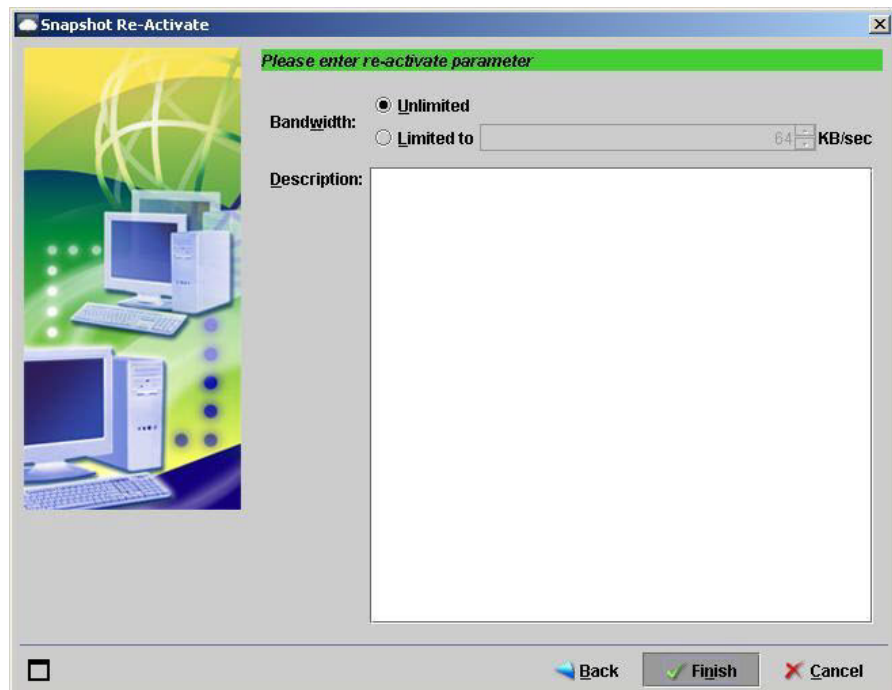 Snapshot Re-Activate
Please enter re-activate parameter
Bandwidth:
Unlimited
Limited to 64 KB/sec
Description:
Back Finish Cancel